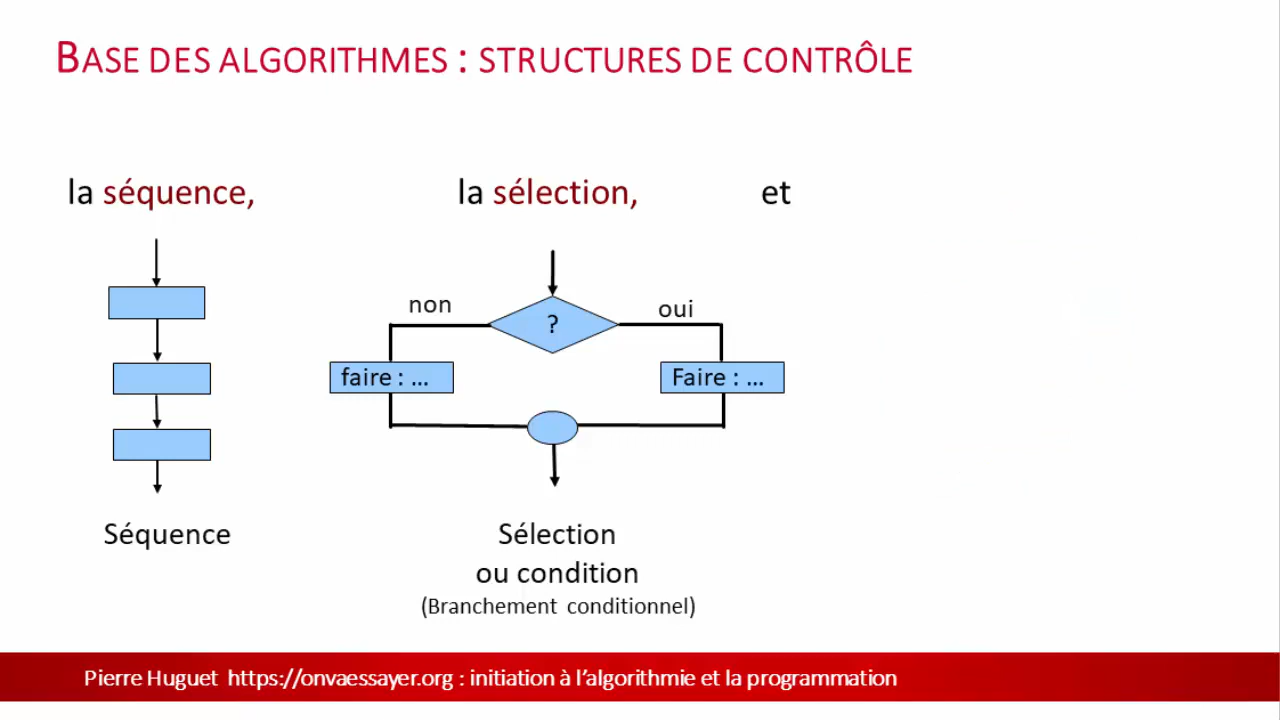 BASE DES ALGORITHMES : STRUCTURES DE CONTRÔLE
la séquence, la sélection, et
non
oui
?
faire : ...
Faire : ...
Séquence
Sélection
ou condition
(Branchement conditionnel)
Pierre Huguet https://onvaessayer.org : initiation à l’algorithmie et la programmation